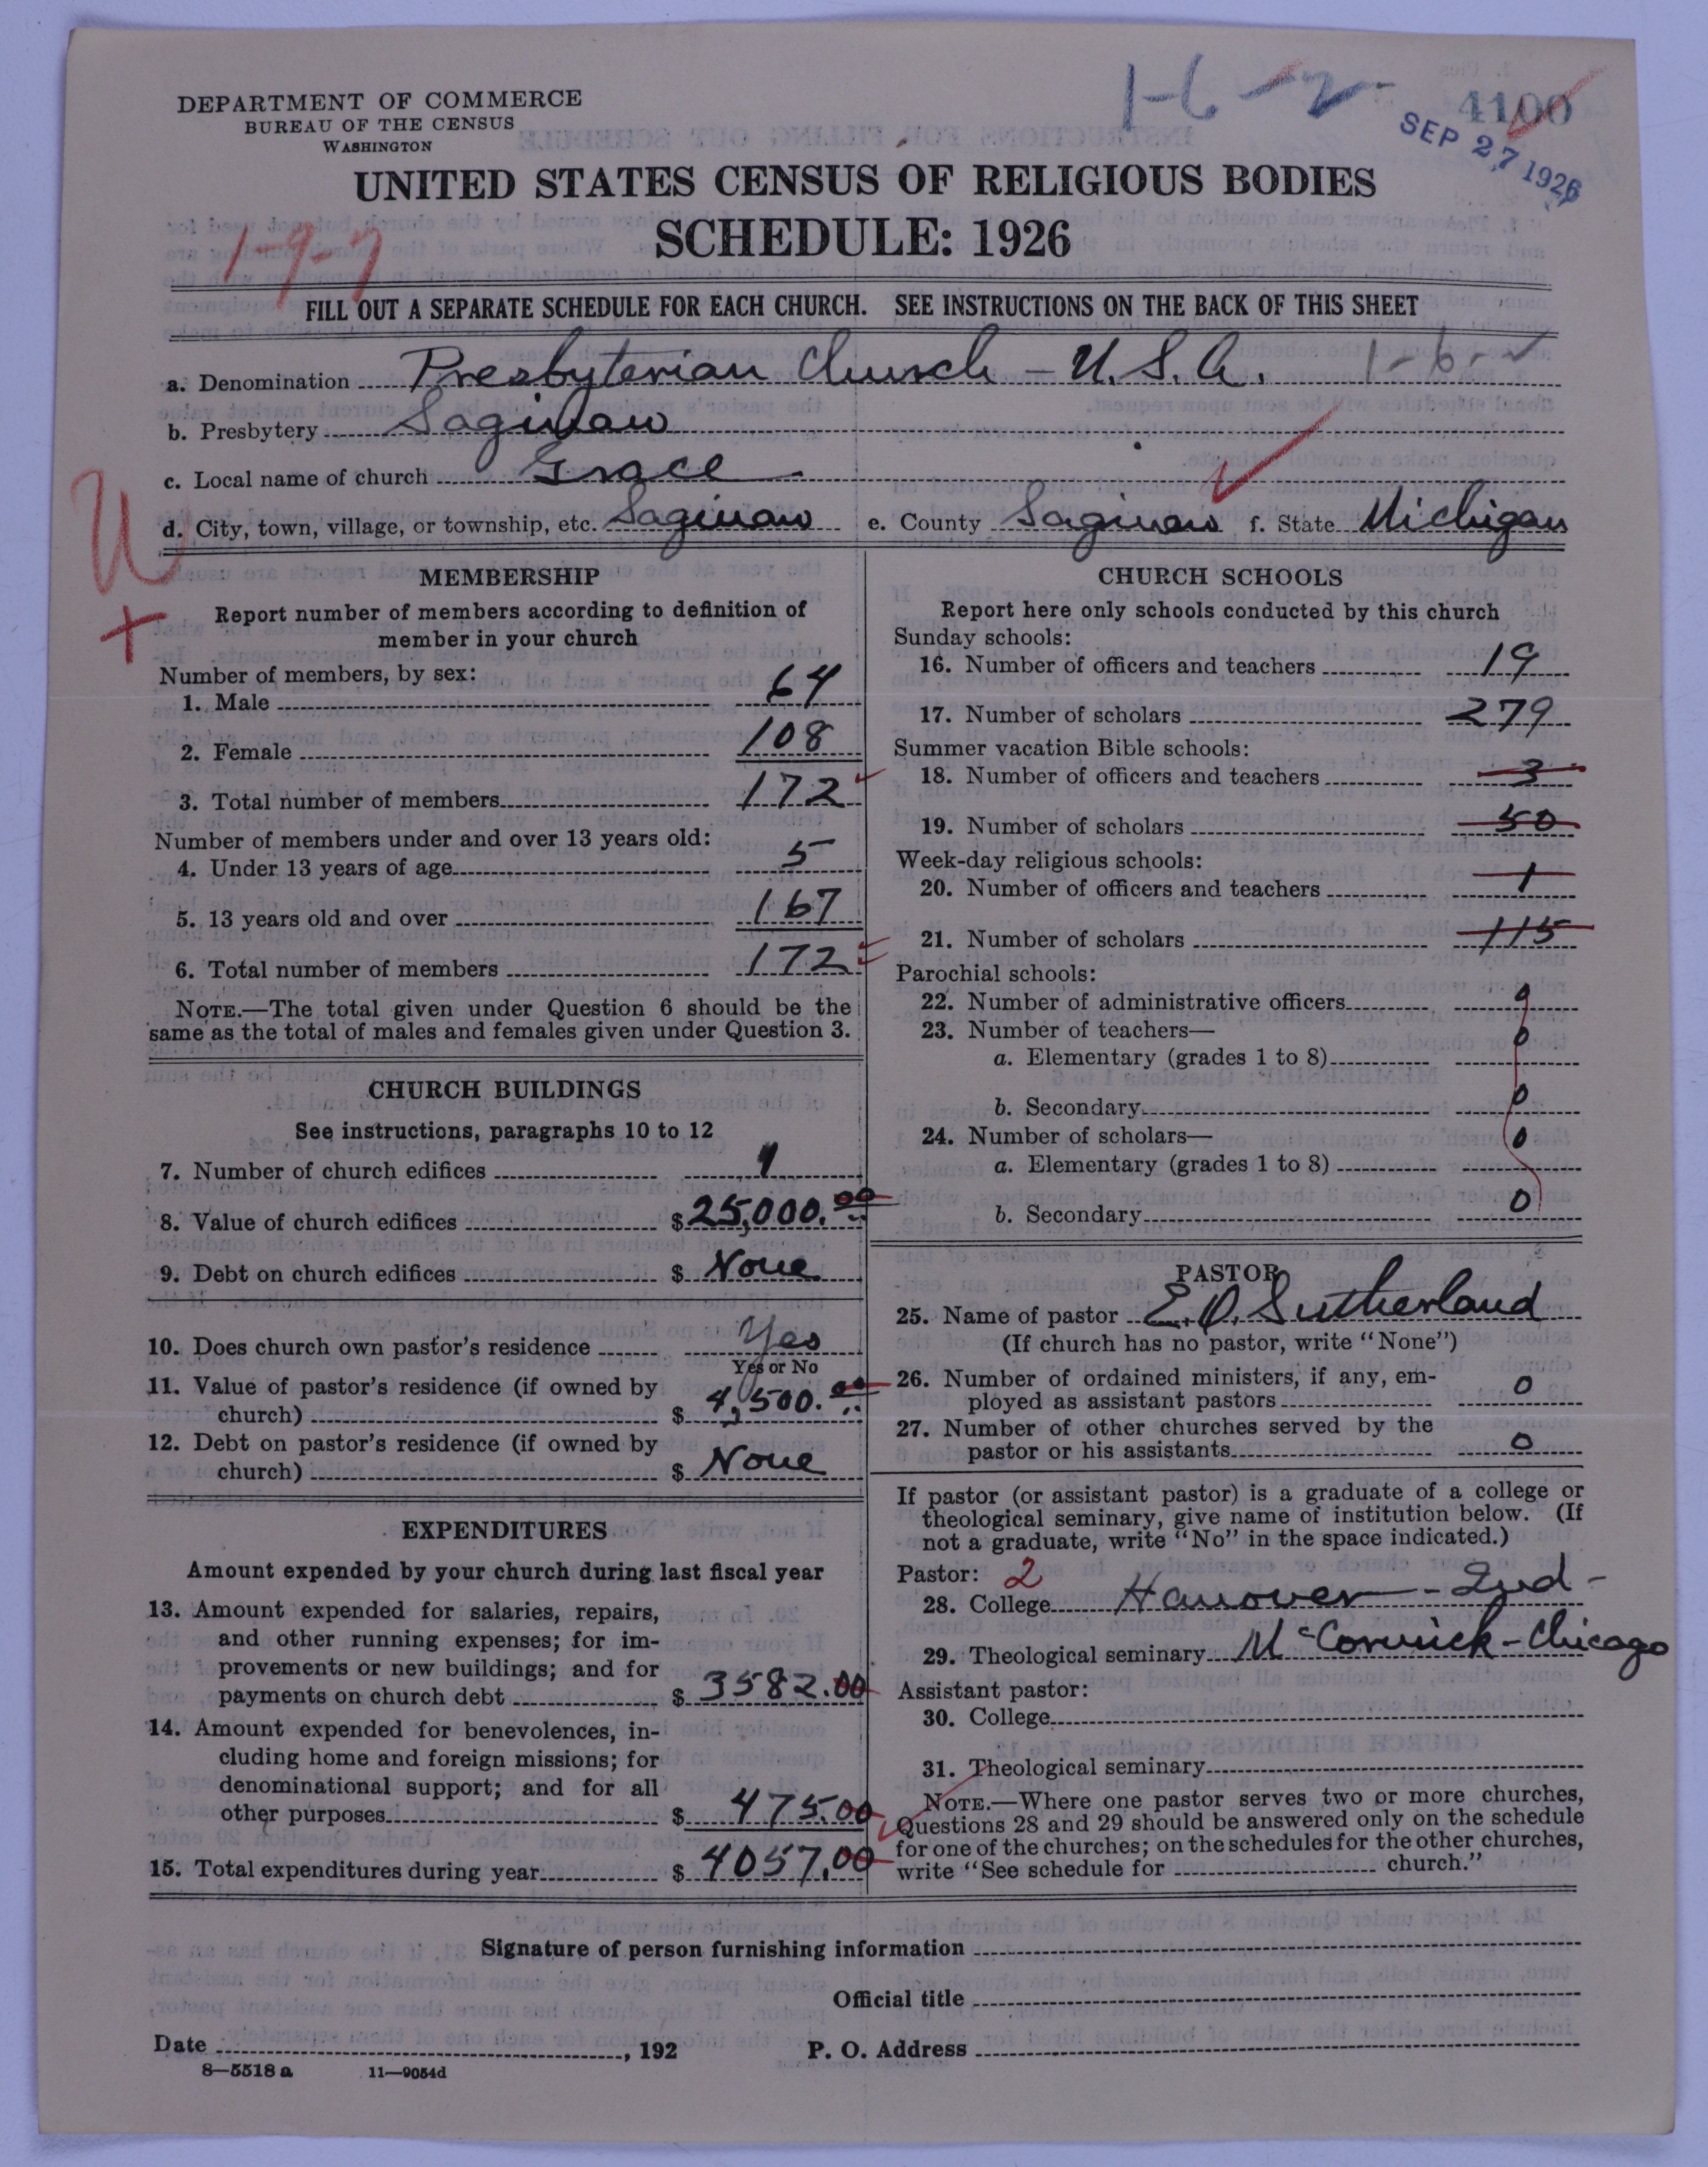 1-6-2-
4100
SEP 27 1926
DEPARTMENT OF COMMERCE
BUREAU OF THE CENSUS
WASHINGTON
UNITED STATES CENSUS OF RELIGIOUS BODIES
SCHEDULE: 1926
1-9-7
FILL OUT A SEPARATE SCHEDULE FOR EACH CHURCH. SEE INSTRUCTIONS ON THE BACK OF THIS SHEET
a. Denomination Presbyterian Church - U.S.A. 1-6-
b. Presbytery Saginaw
c. Local name of church Grace
d. City, town, village, or township, etc. Saginaw e. County Saginaw f. State Michigan
U
+
MEMBERSHIP
Report number of members according to definition of
member in your church
Number of members, by sex:
1. Male 64
2. Female 108
3. Total number of members 172
Number of members under and over 13 years old:
4. Under 13 years of age 5
5. 13 years old and over 167
6. Total number of members 172
NOTE.—The total given under Question 6 should be the
same as the total of males and females given under Question 3.
CHURCH BUILDINGS
See instructions, paragraphs 10 to 12
7. Number of church edifices 1
8. Value of church edifices $25,000.00
9. Debt on church edifices $ None
10. Does church own pastor's residence Yes
Yes or No
11. Value of pastor's residence (if owned by
church) $ 4,500.00
12. Debt on pastor's residence (if owned by
church) $ None
EXPENDITURES
Amount expended by your church during last fiscal year
13. Amount expended for salaries, repairs,
and other running expenses; for im-
provements or new buildings; and for
payments on church debt $ 3582.00
14. Amount expended for benevolences, in-
cluding home and foreign missions; for
denominational support; and for all
other purposes $ 475.00
15. Total expenditures during year $ 4057.00
CHURCH SCHOOLS
Report here only schools conducted by this church
Sunday schools:
16. Number of officers and teachers 19
17. Number of scholars 279
Summer vacation Bible schools:
18. Number of officers and teachers 3
19. Number of scholars 50
Week-day religious schools:
20. Number of officers and teachers 1
21. Number of scholars 115
Parochial schools:
22. Number of administrative officers 0
23. Number of teachers—
a. Elementary (grades 1 to 8) 0
b. Secondary 0
24. Number of scholars—
a. Elementary (grades 1 to 8) 0
b. Secondary 0
PASTOR
25. Name of pastor E. O. Sutherland
(If church has no pastor, write "None")
26. Number of ordained ministers, if any, em-
ployed as assistant pastors 0
27. Number of other churches served by the
pastor or his assistants 0
If pastor (or assistant pastor) is a graduate of a college or
theological seminary, give name of institution below. (If
not a graduate, write "No" in the space indicated.)
Pastor: 2
28. College Hanover - Ind -
29. Theological seminary McCormick - Chicago
Assistant pastor:
30. College
31. Theological seminary
NOTE.—Where one pastor serves two or more churches,
Questions 28 and 29 should be answered only on the schedule
for one of the churches; on the schedules for the other churches,
write "See schedule for church."
Signature of person furnishing information
Official title
Date , 192 P. O. Address
8—5518 a 11—9054d